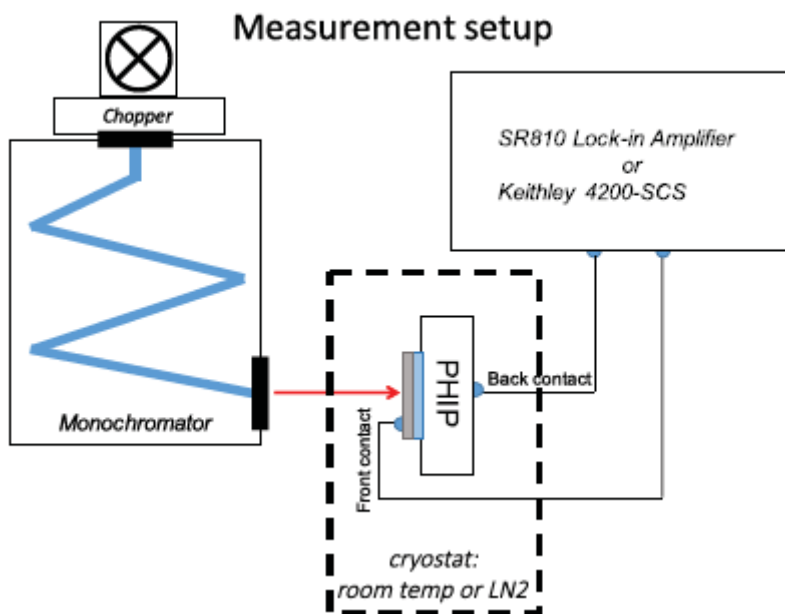 Measurement setup
Chopper
SR810 Lock-in Amplifier
or
Keithley 4200-SCS
PHIP
Back contact
Front contact
Monochromator
cryostat:
room temp or LN2